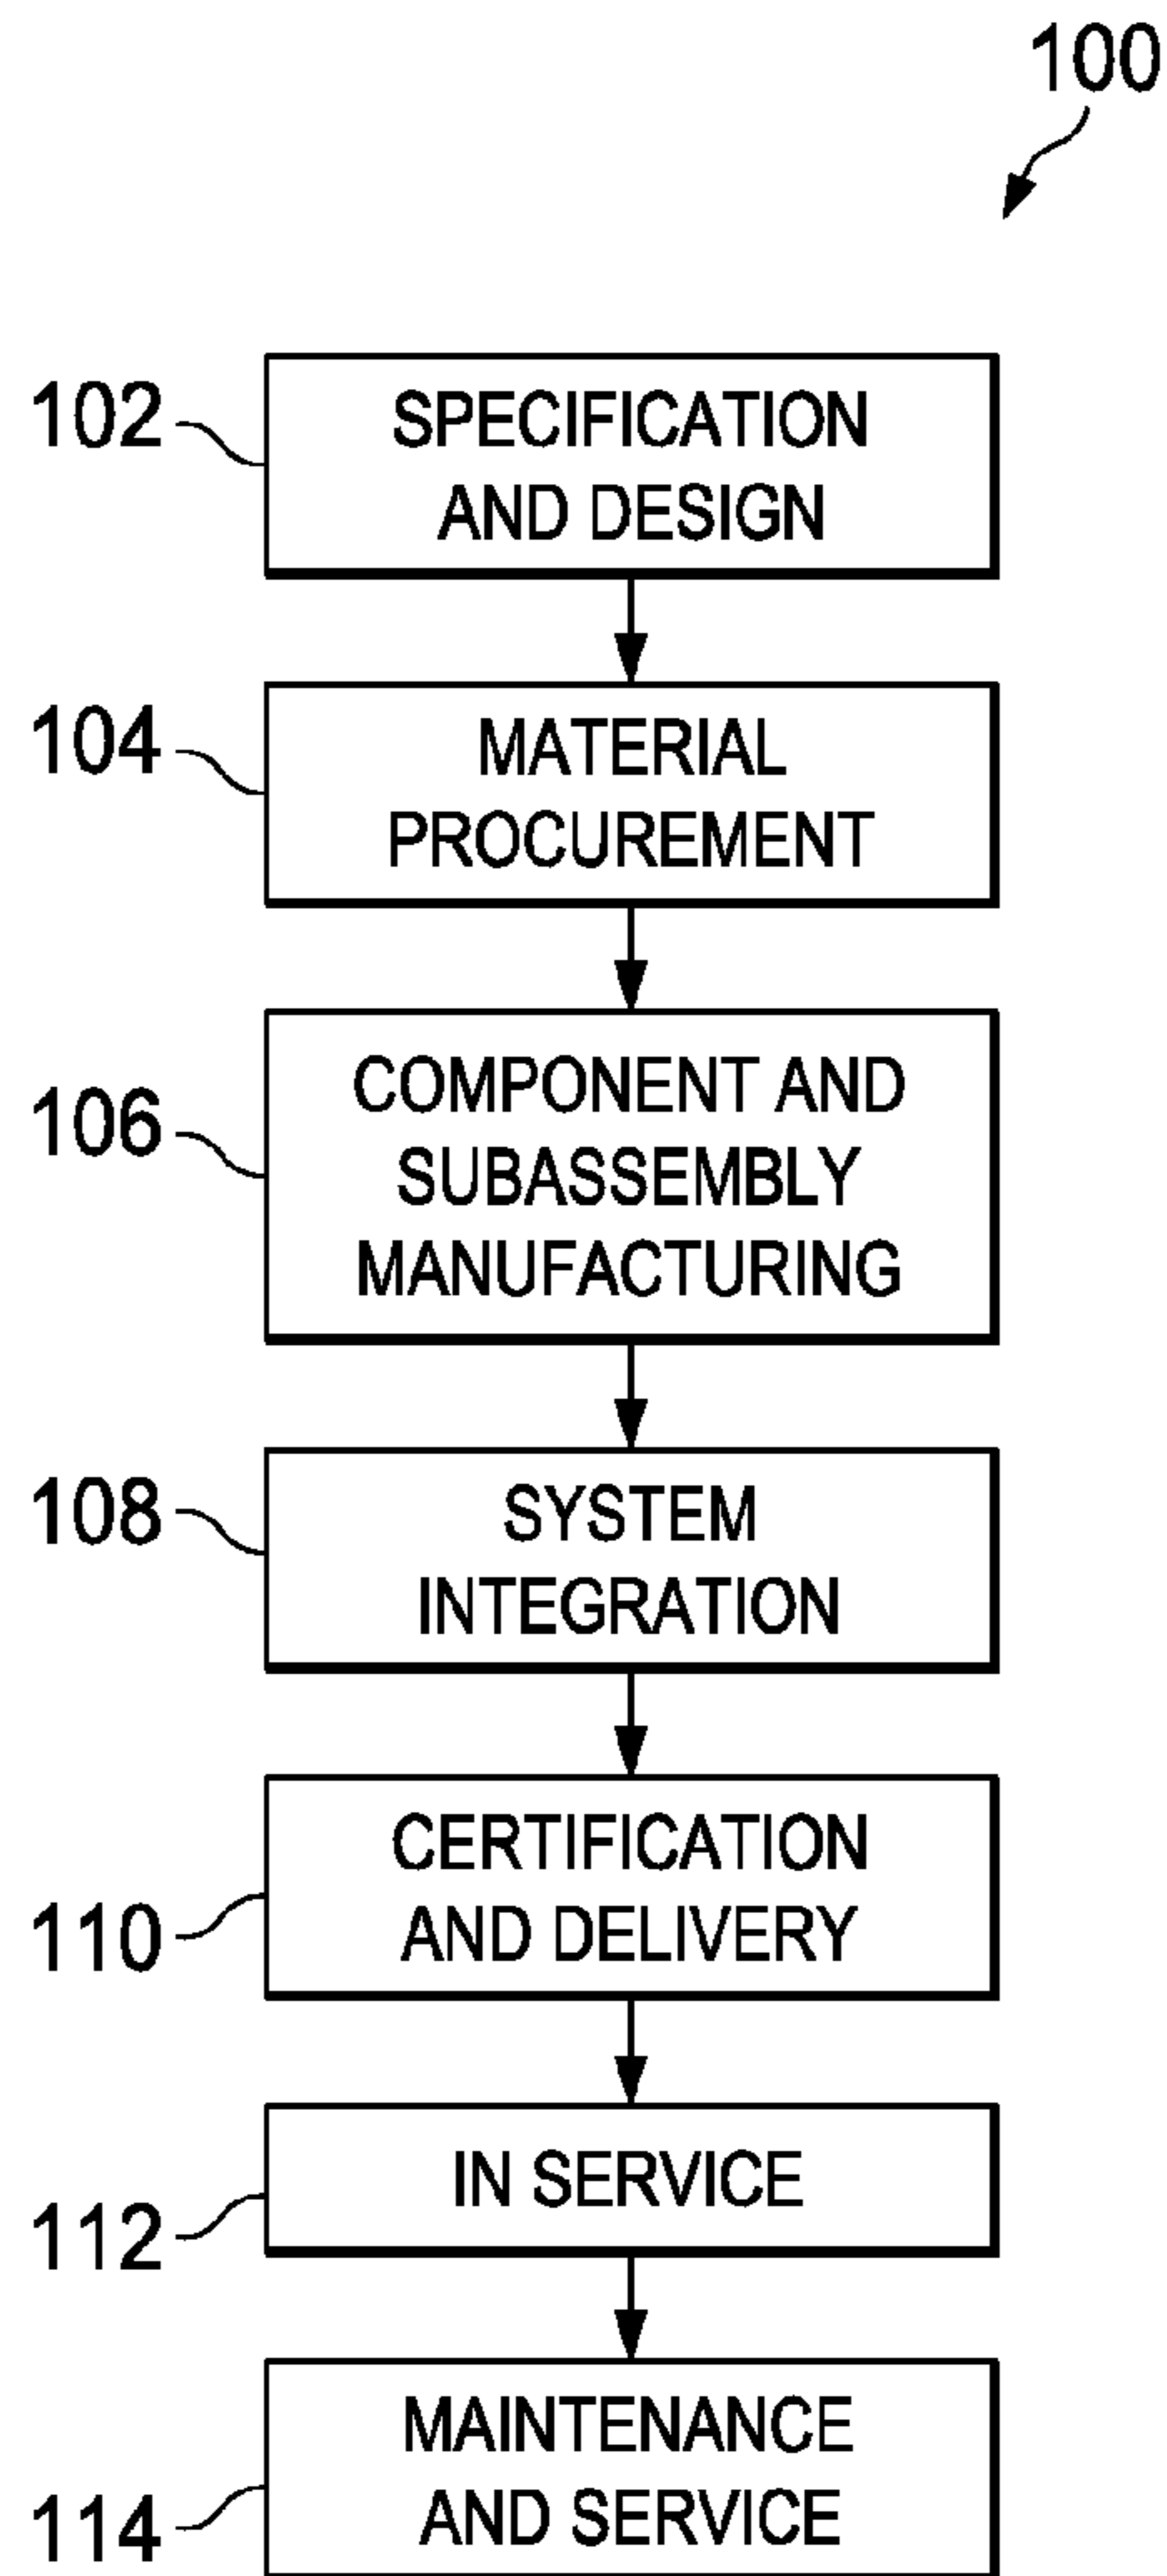 100
102
SPECIFICATION
AND DESIGN
104
MATERIAL
PROCUREMENT
106
COMPONENT AND
SUBASSEMBLY
MANUFACTURING
108
SYSTEM
INTEGRATION
110
CERTIFICATION
AND DELIVERY
112
IN SERVICE
114
MAINTENANCE
AND SERVICE